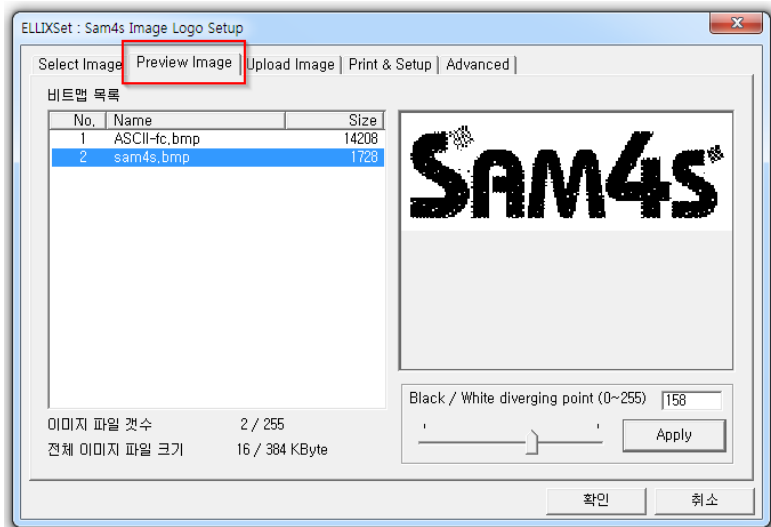 ELLIXSet : Sam4s Image Logo Setup
Select Image Preview Image Upload Image Print & Setup Advanced
비트맵 목록
No. Name Size
1 ASCII-fc.bmp 14208
2 sam4s.bmp 1728
SAM4S
Black / White diverging point (0~255) 158
이미지 파일 갯수 2 / 255
전체 이미지 파일 크기 16 / 384 KByte
Apply
확인 취소